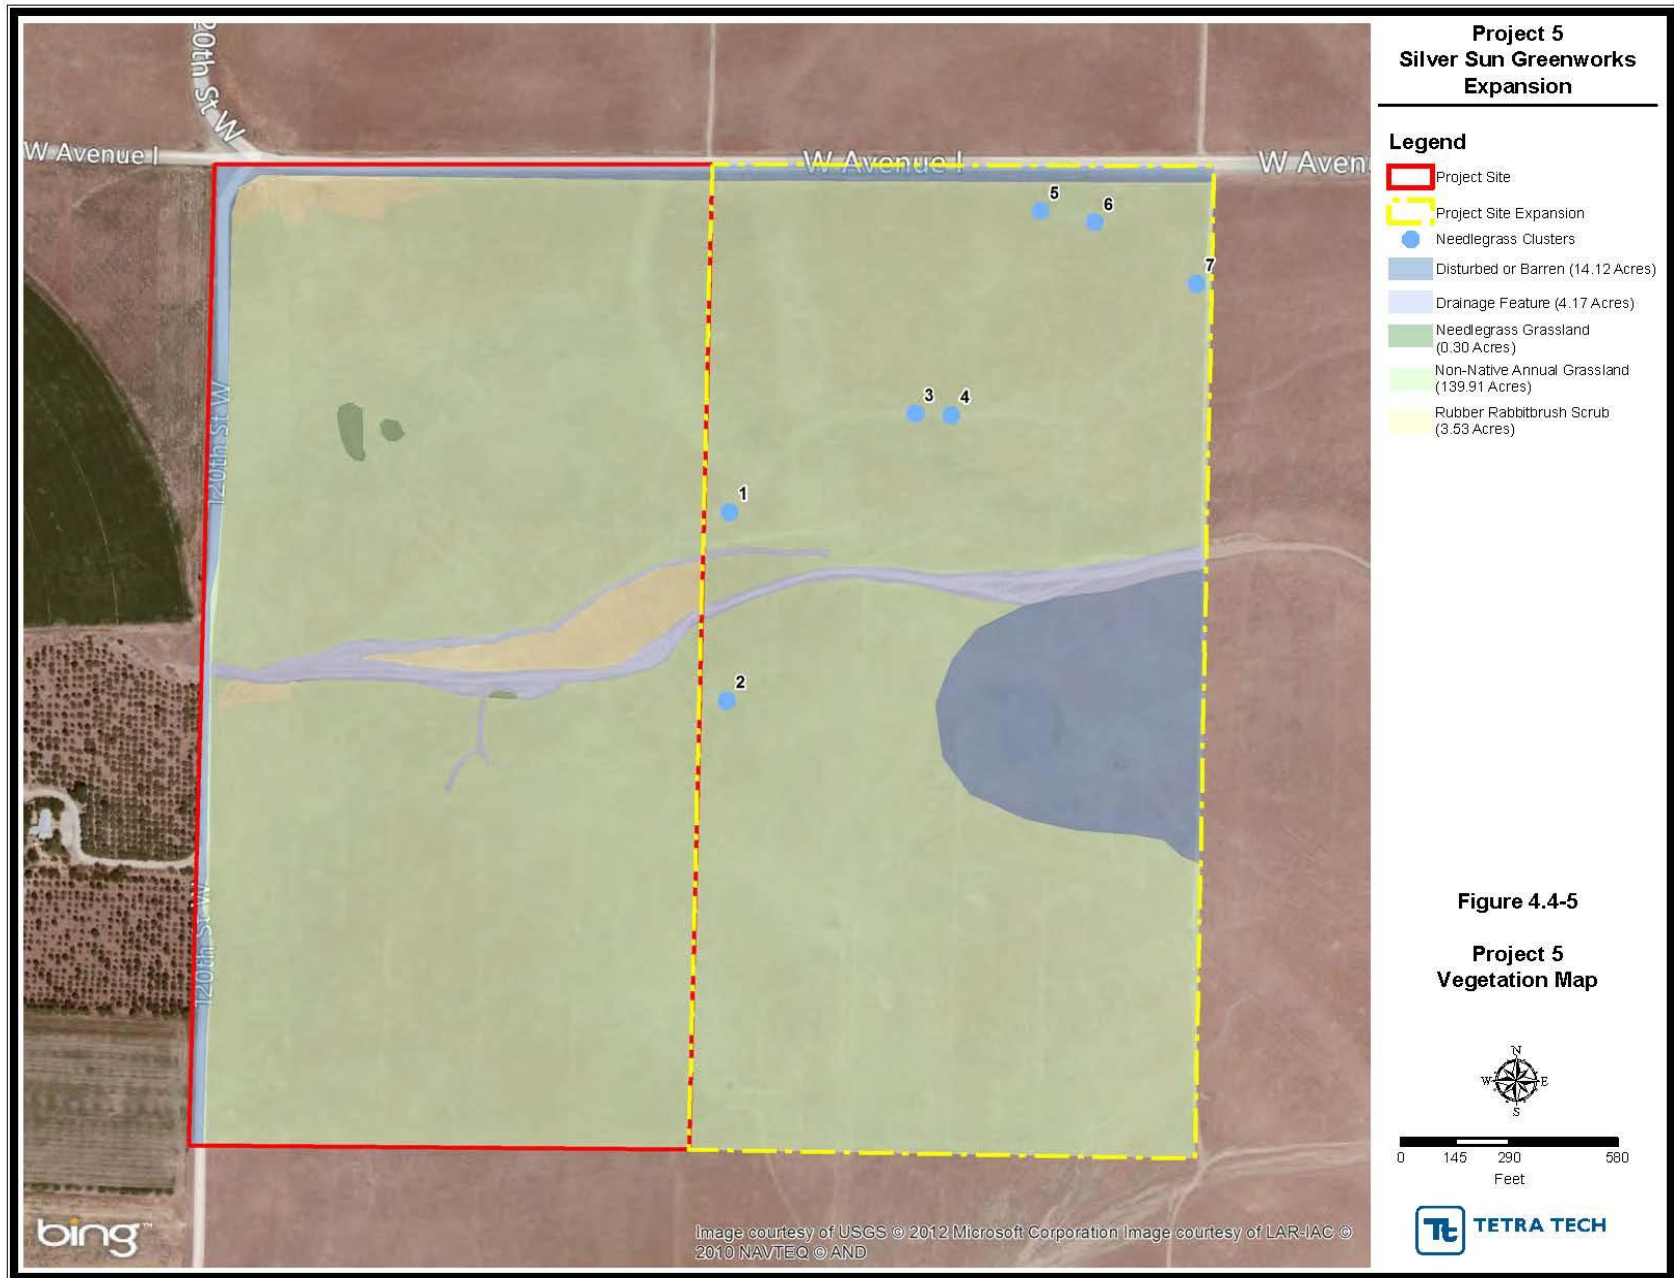 20th St W
W Avenue I
W Avenue I
W Aven
120th St W
120th St W
5
6
7
3
4
1
2
bing™
Image courtesy of USGS © 2012 Microsoft Corporation Image courtesy of LAR-IAC ©
2010 NAVTEQ © AND
Project 5
Silver Sun Greenworks
Expansion
Legend
Project Site
Project Site Expansion
Needlegrass Clusters
Disturbed or Barren (14.12 Acres)
Drainage Feature (4.17 Acres)
Needlegrass Grassland
(0.30 Acres)
Non-Native Annual Grassland
(139.91 Acres)
Rubber Rabbitbrush Scrub
(3.53 Acres)
Figure 4.4-5
Project 5
Vegetation Map
N
W E
S
0 145 290 580
Feet
Tt TETRA TECH